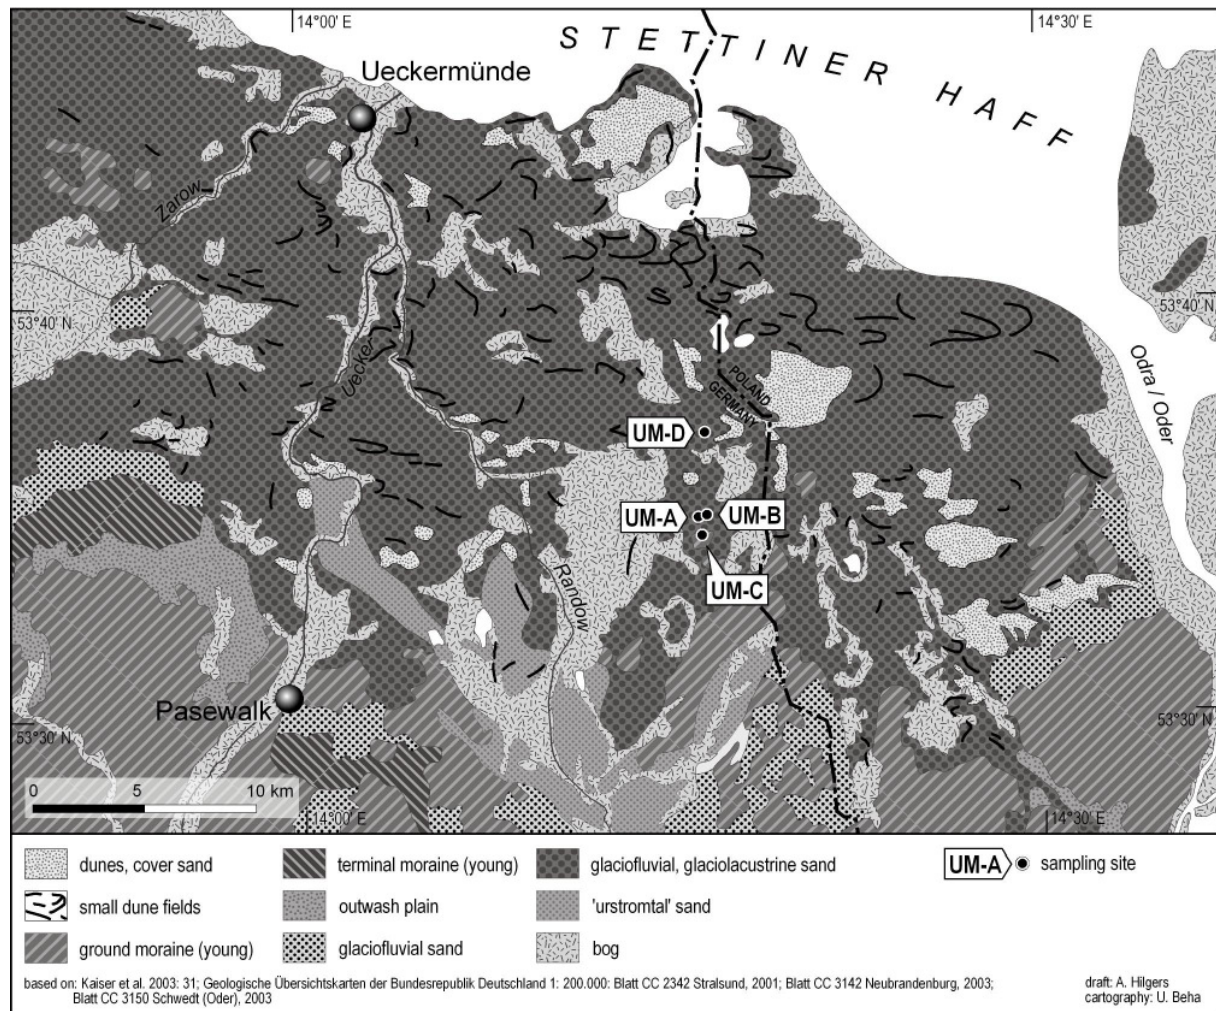 14°00' E
14°30' E
STETTINER HAFF
Ueckermünde
Zarow
53°40' N
53°40' N
Uecker
Odra / Oder
POLAND
GERMANY
UM-D
UM-A
UM-B
UM-C
Randow
Pasewalk
53°30' N
53°30' N
0 5 10 km
14°00' E
14°30' E
dunes, cover sand
terminal moraine (young)
glaciofluvial, glaciolacustrine sand
UM-A
sampling site
small dune fields
outwash plain
'urstromtal' sand
ground moraine (young)
glaciofluvial sand
bog
based on: Kaiser et al. 2003: 31; Geologische Übersichtskarten der Bundesrepublik Deutschland 1: 200.000: Blatt CC 2342 Stralsund, 2001; Blatt CC 3142 Neubrandenburg, 2003;
Blatt CC 3150 Schwedt (Oder), 2003
draft: A. Hilgers
cartography: U. Beha